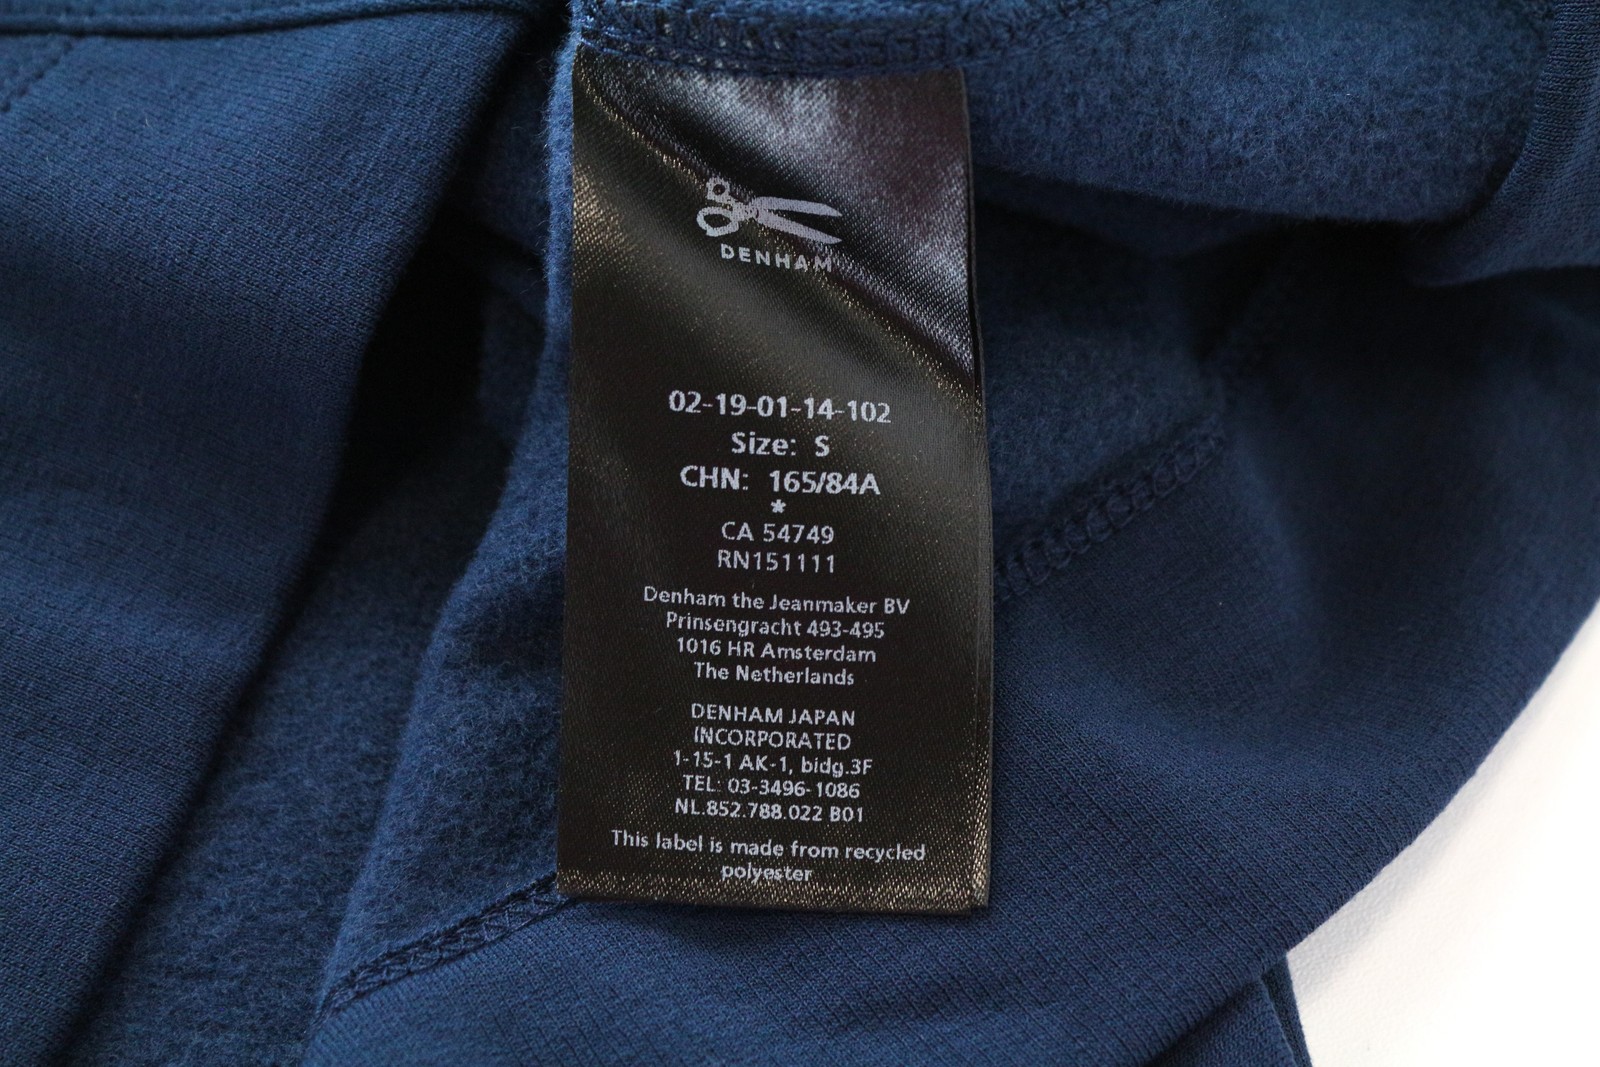 DENHAM
02-19-01-14-102
Size: S
CHN: 165/84A
*
CA 54749
RN151111
Denham the Jeanmaker BV
Prinsengracht 493-495
1016 HR Amsterdam
The Netherlands
DENHAM JAPAN
INCORPORATED
1-15-1 AK-1, bidg.3F
TEL: 03-3496-1086
NL.852.788.022 B01
This label is made from recycled
polyester